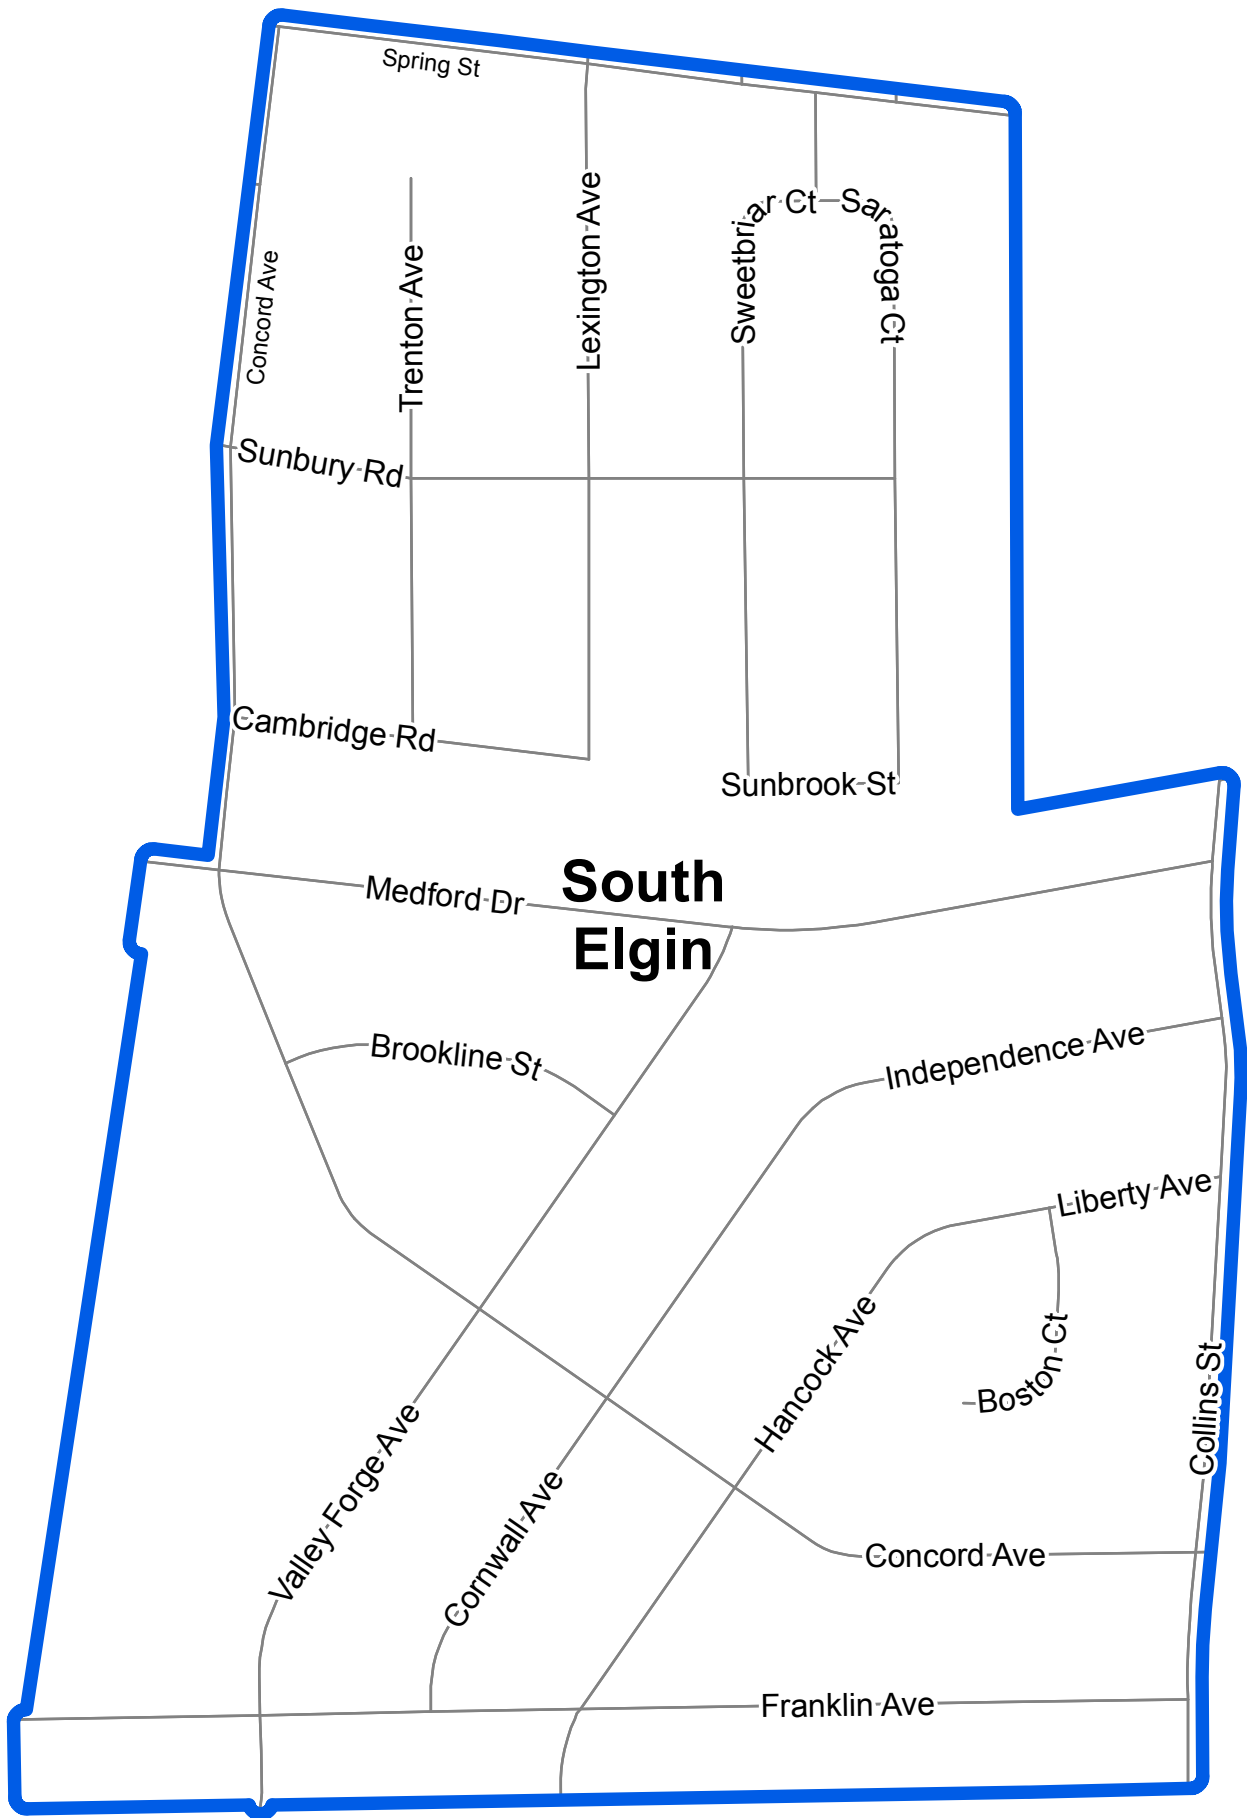 Spring St
Concord Ave
Trenton Ave
Lexington Ave
Sweetbriar Ct
Saratoga Ct
Sunbury Rd
Cambridge Rd
Sunbrook St
South
Elgin
Medford Dr
Brookline St
Independence Ave
Liberty Ave
Hancock Ave
Boston Ct
Collins St
Valley Forge Ave
Cornwall Ave
Concord Ave
Franklin Ave